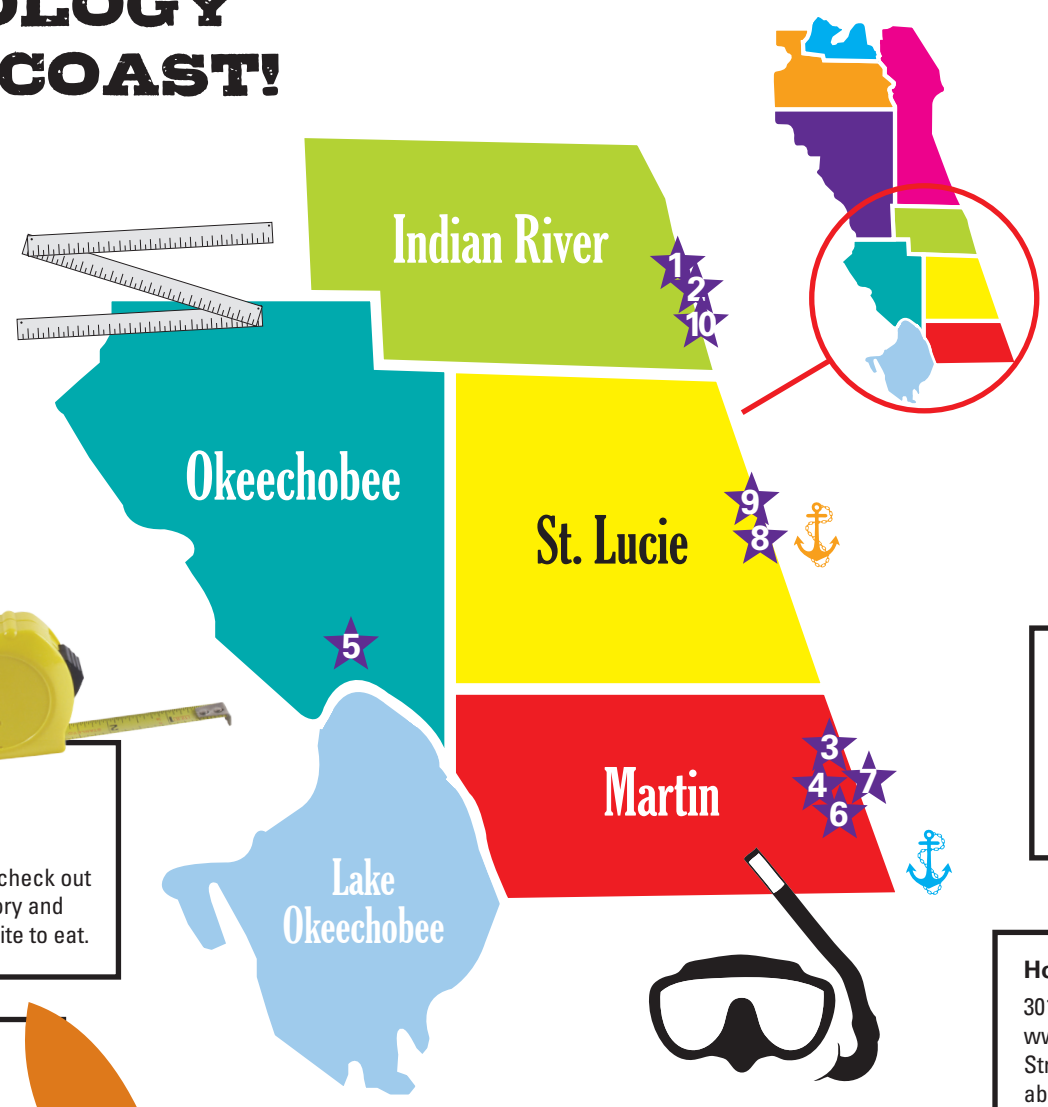 OLOGY
COAST!
Indian River
1
2
10
Okeechobee
9
St. Lucie
8
5
3
Martin
4
7
6
check out
ory and
ite to eat.
Lake
Okeechobee
Ho
301
ww
Str
ab